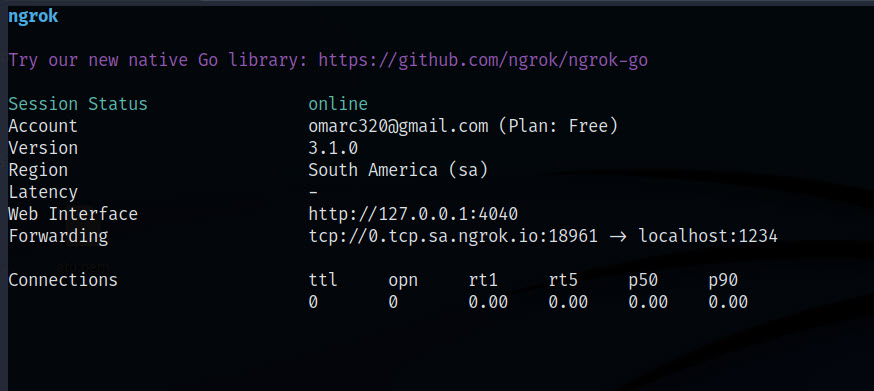 ngrok
Try our new native Go library: https://github.com/ngrok/ngrok-go
Session Status online
Account omarc320@gmail.com (Plan: Free)
Version 3.1.0
Region South America (sa)
Latency -
Web Interface http://127.0.0.1:4040
Forwarding tcp://0.tcp.sa.ngrok.io:18961 -> localhost:1234
Connections ttl opn rt1 rt5 p50 p90
0 0 0.00 0.00 0.00 0.00